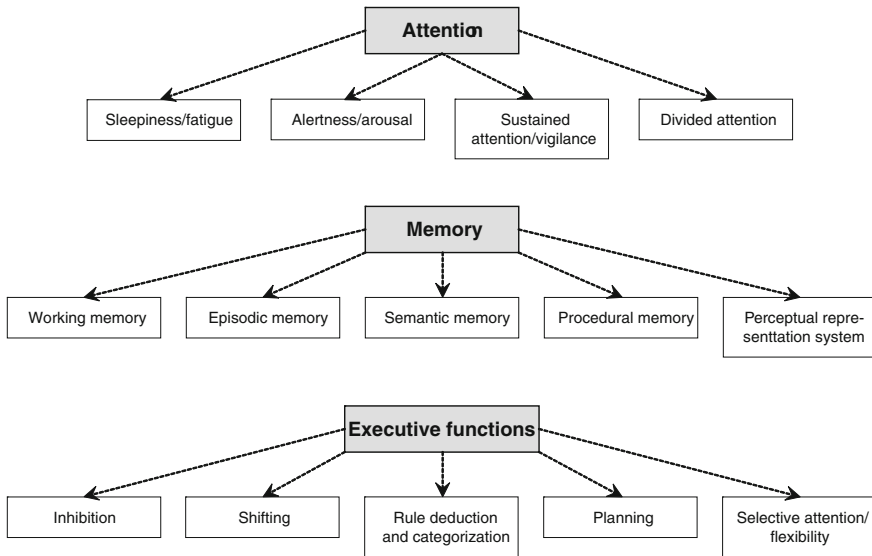 Attention
Sleepiness/fatigue
Alertness/arousal
Sustained
attention/vigilance
Divided attention
Memory
Working memory
Episodic memory
Semantic memory
Procedural memory
Perceptual repre-
senttation system
Executive functions
Inhibition
Shifting
Rule deduction
and categorization
Planning
Selective attention/
flexibility